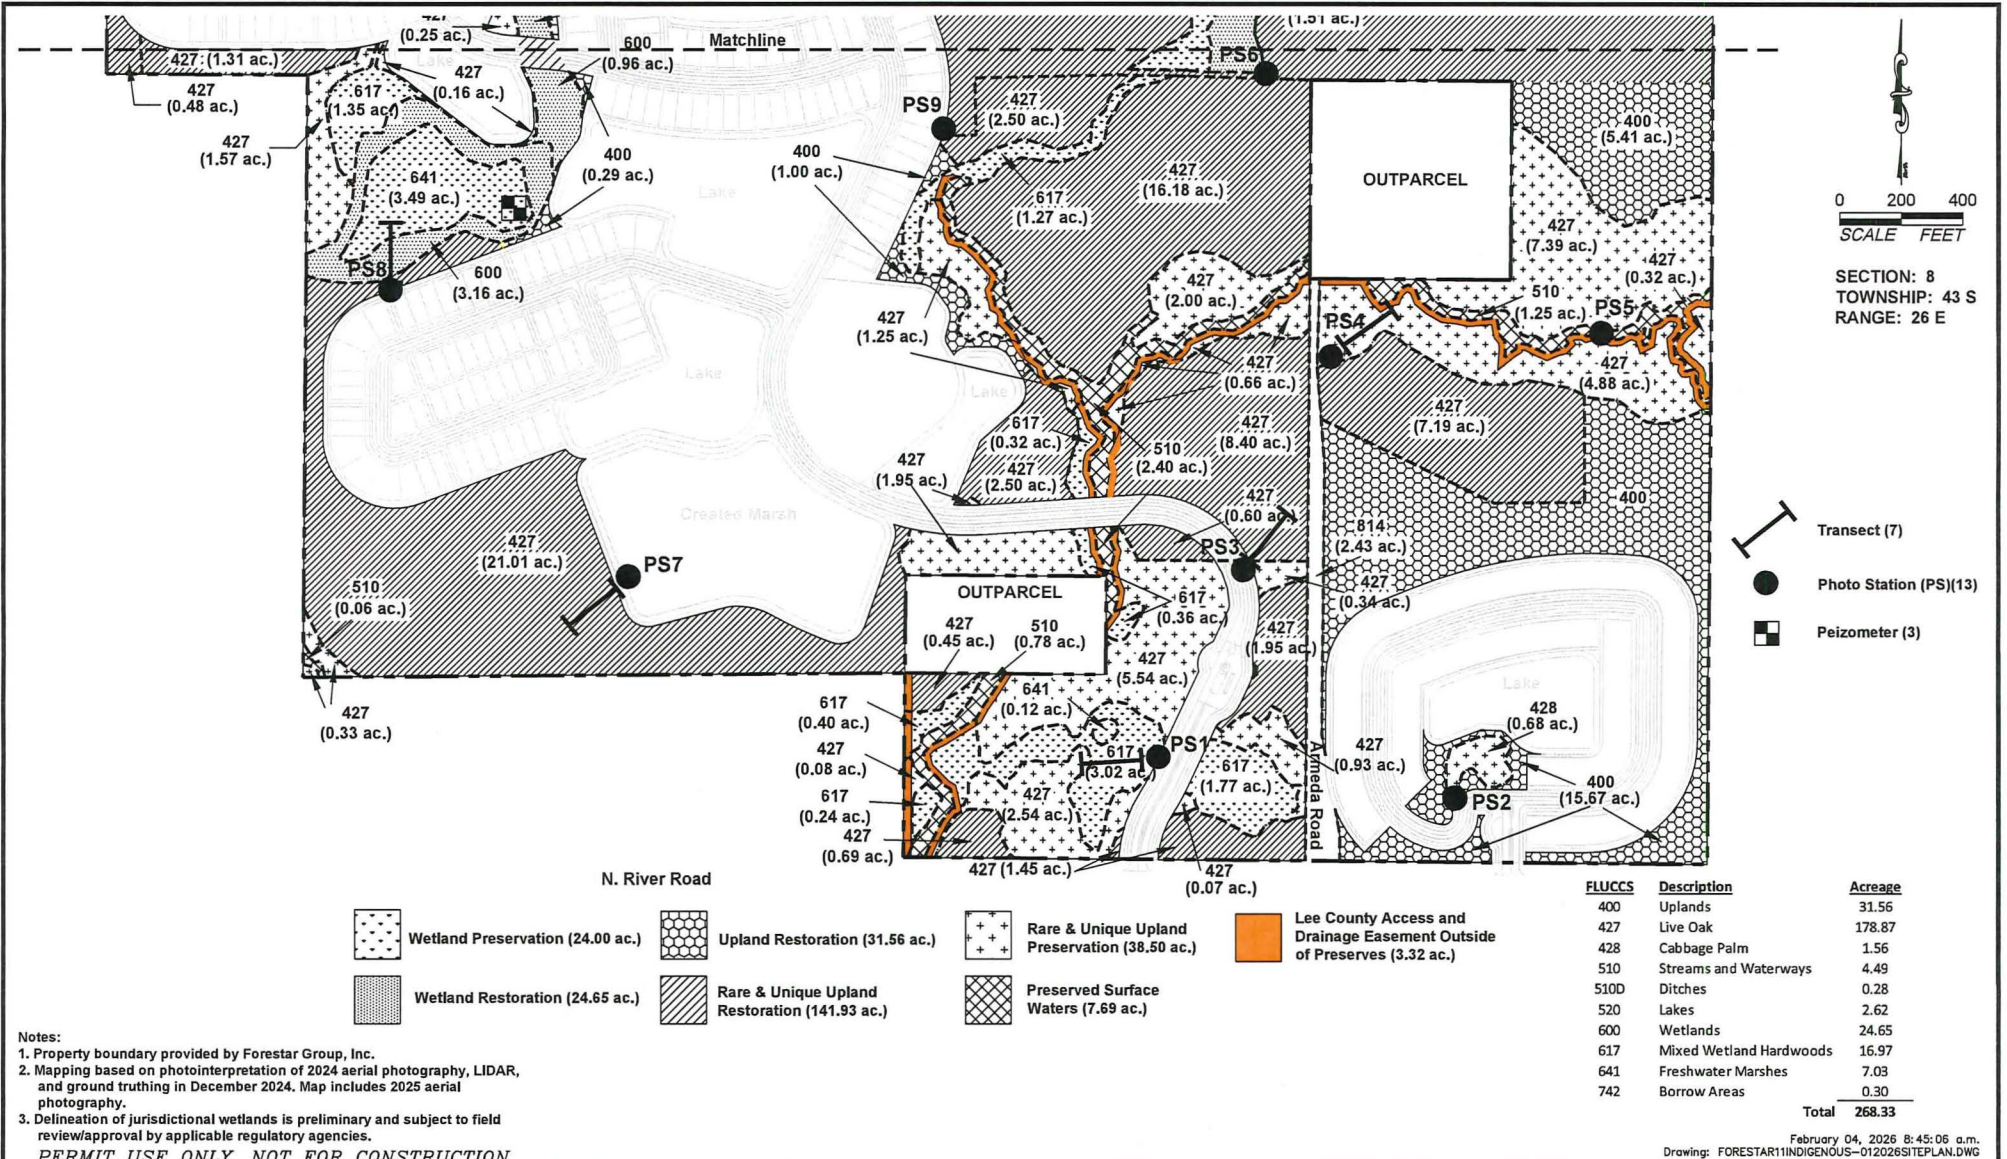 427
(0.25 ac.)
(1.51 ac.)
Matchline
427 (1.31 ac.)
427
(0.48 ac.)
427
(1.57 ac.)
617
(1.35 ac.)
427
(0.16 ac.)
Lake
600
(0.96 ac.)
400
(0.29 ac.)
641
(3.49 ac.)
PS8
600
(3.16 ac.)
Lake
PS9
400
(1.00 ac.)
427
(2.50 ac.)
617
(1.27 ac.)
427
(16.18 ac.)
PS6
OUTPARCEL
400
(5.41 ac.)
427
(7.39 ac.)
427
(0.32 ac.)
510
(1.25 ac.)
PS5
PS4
427
(4.88 ac.)
427
(7.19 ac.)
400
427
(2.00 ac.)
427
(1.25 ac.)
427
(0.66 ac.)
Lake
Lake
617
(0.32 ac.)
427
(2.50 ac.)
510
(2.40 ac.)
427
(8.40 ac.)
427
(1.95 ac.)
427
(0.60 ac.)
PS3
814
(2.43 ac.)
427
(0.34 ac.)
Created Marsh
427
(21.01 ac.)
PS7
510
(0.06 ac.)
427
(0.33 ac.)
OUTPARCEL
427
(0.45 ac.)
510
(0.78 ac.)
617
(0.36 ac.)
427
(5.54 ac.)
427
(1.95 ac.)
641
(0.12 ac.)
617
(0.40 ac.)
427
(0.08 ac.)
617
(0.24 ac.)
427
(0.69 ac.)
617
(3.02 ac.)
PS1
427
(2.54 ac.)
617
(1.77 ac.)
427
(0.93 ac.)
Armeda Road
427 (1.45 ac.)
427
(0.07 ac.)
Lake
428
(0.68 ac.)
PS2
400
(15.67 ac.)
0 200 400
SCALE FEET
SECTION: 8
TOWNSHIP: 43 S
RANGE: 26 E
Transect (7)
Photo Station (PS)(13)
Peizometer (3)
N. River Road
Wetland Preservation (24.00 ac.)
Upland Restoration (31.56 ac.)
Rare & Unique Upland
Preservation (38.50 ac.)
Lee County Access and
Drainage Easement Outside
of Preserves (3.32 ac.)
Wetland Restoration (24.65 ac.)
Rare & Unique Upland
Restoration (141.93 ac.)
Preserved Surface
Waters (7.69 ac.)
FLUCCS Description Acreage
400 Uplands 31.56
427 Live Oak 178.87
428 Cabbage Palm 1.56
510 Streams and Waterways 4.49
510D Ditches 0.28
520 Lakes 2.62
600 Wetlands 24.65
617 Mixed Wetland Hardwoods 16.97
641 Freshwater Marshes 7.03
742 Borrow Areas 0.30
Total 268.33
Notes:
1. Property boundary provided by Forestar Group, Inc.
2. Mapping based on photointerpretation of 2024 aerial photography, LIDAR,
and ground truthing in December 2024. Map includes 2025 aerial
photography.
3. Delineation of jurisdictional wetlands is preliminary and subject to field
review/approval by applicable regulatory agencies.
PERMIT USE ONLY, NOT FOR CONSTRUCTION
February 04, 2026 8:45:06 a.m.
Drawing: FORESTAR11INDIGENOUS-012026SITEPLAN.DWG